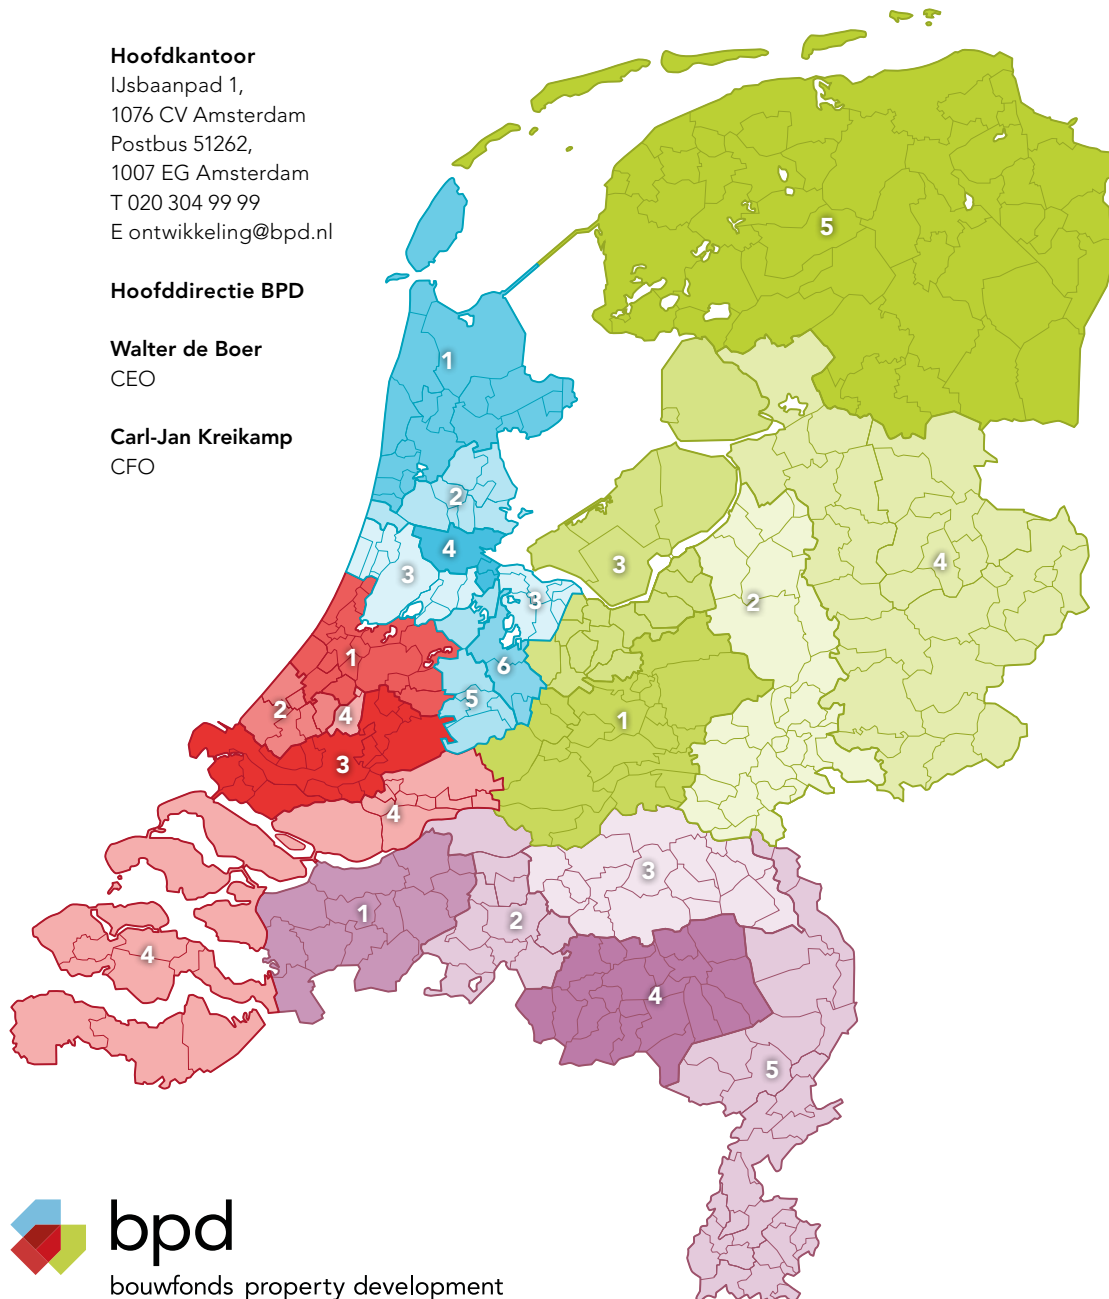 Hoofdkantoor
IJsbaanpad 1,
1076 CV Amsterdam
Postbus 51262,
1007 EG Amsterdam
T 020 304 99 99
E ontwikkeling@bpd.nl
Hoofddirectie BPD
Walter de Boer
CEO
Carl-Jan Kreikamp
CFO
5
1
2
4
3
3
3
2
4
6
5
1
2
4
3
4
1
4
1
2
3
4
5
bpd
bouwfonds property development